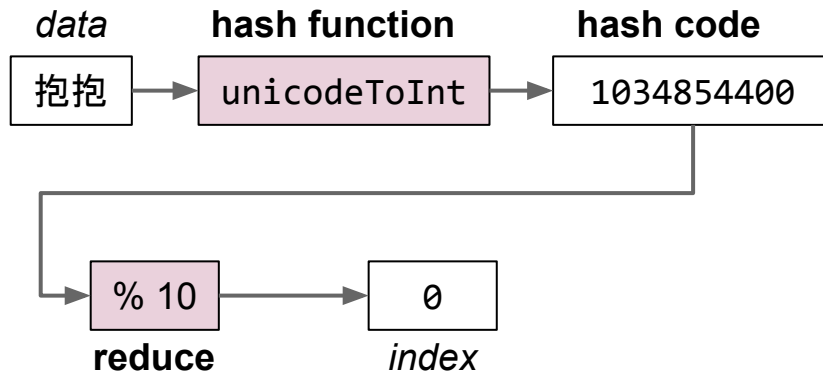 data
hash function
hash code
抱抱
unicodeToInt
1034854400
% 10
0
reduce
index